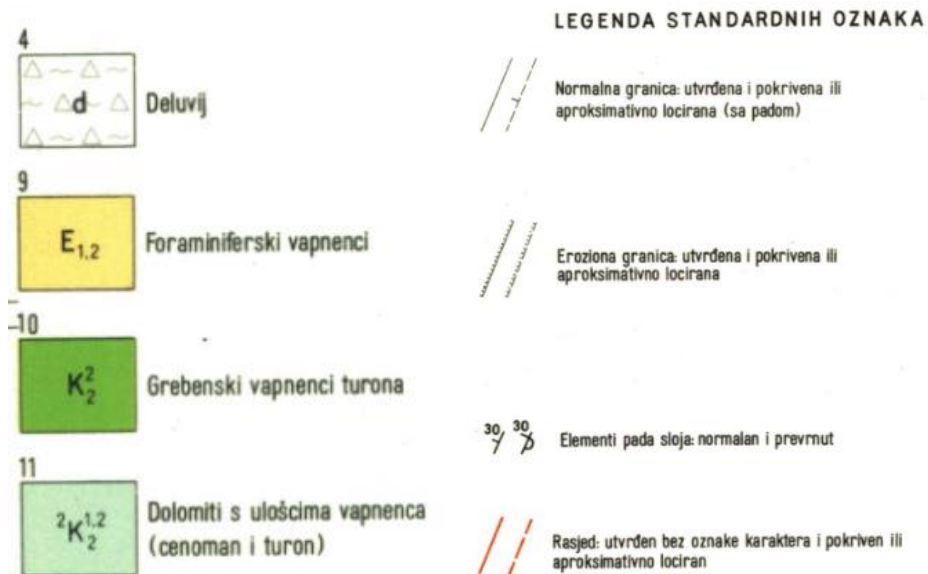 4
d
Deluvij
9
E1,2
Foraminiferski vapnenci
10
K22
Grebenski vapnenci turona
11
2K21,2
Dolomiti s ulošcima vapnenca
(cenoman i turon)
LEGENDA STANDARDNIH OZNAKA
Normalna granica: utvrđena i pokrivena ili
aproksimativno locirana (sa padom)
Eroziona granica: utvrđena i pokrivena ili
aproksimativno locirana
30 30
Elementi pada sloja: normalan i prevrnut
Rasjed: utvrđen bez oznake karaktera i pokriven ili
aproksimativno lociran